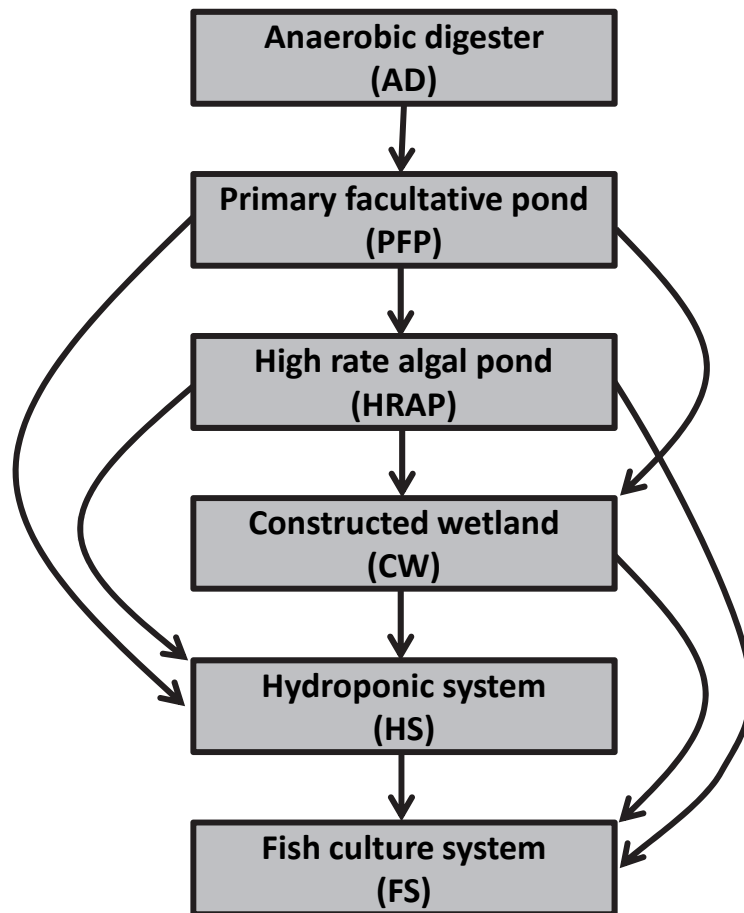 Anaerobic digester
(AD)
Primary facultative pond
(PFP)
High rate algal pond
(HRAP)
Constructed wetland
(CW)
Hydroponic system
(HS)
Fish culture system
(FS)